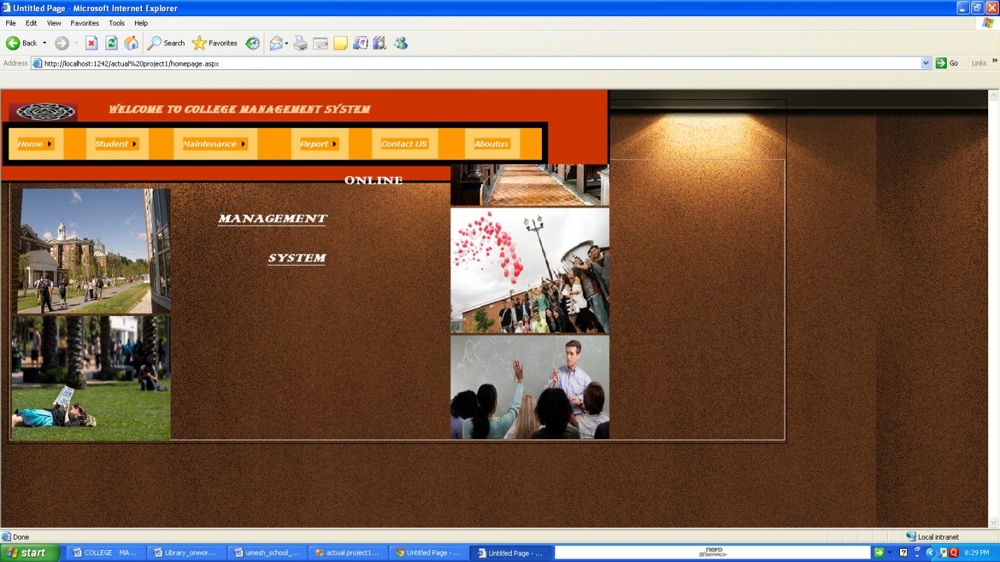 Untitled Page - Microsoft Internet Explorer
File Edit View Favorites Tools Help
Back Search Favorites
Address http://localhost:1242/actual%20project1/homepage.aspx Go Links »
WELCOME TO COLLEGE MANAGEMENT SYSTEM
Home Student Maintenance Report Contact US Aboutus
ONLINE
MANAGEMENT
SYSTEM
Done Local intranet
start COLLEGE MA... Library_onwor... umesh_school_... actual project1... Untitled Page - ... Untitled Page - ... nero SEARCH 8:29 PM